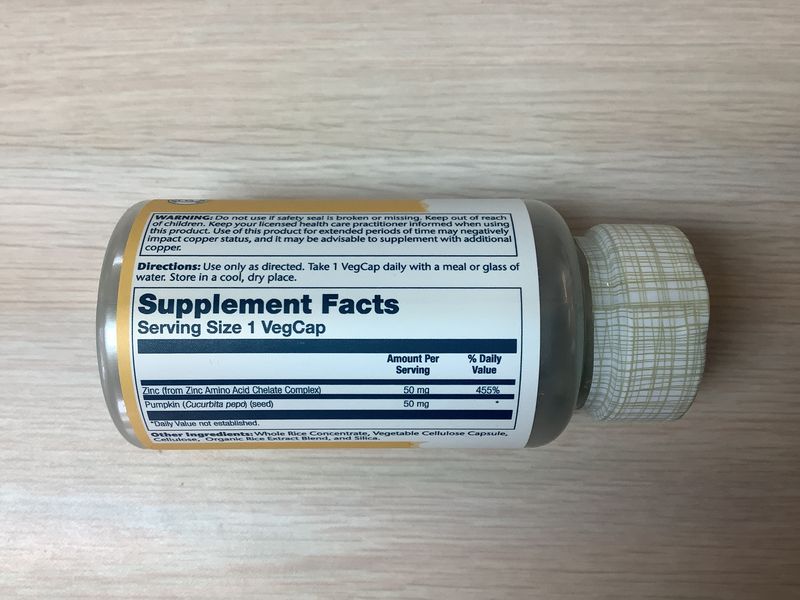 WARNING: Do not use if safety seal is broken or missing. Keep out of reach
of children. Keep your licensed health care practitioner informed when using
this product. Use of this product for extended periods of time may negatively
impact copper status, and it may be advisable to supplement with additional
copper.
Directions: Use only as directed. Take 1 VegCap daily with a meal or glass of
water. Store in a cool, dry place.
Supplement Facts
Serving Size 1 VegCap
Amount Per % Daily
Serving Value
Zinc (from Zinc Amino Acid Chelate Complex) 50 mg 455%
Pumpkin (Cucurbita pepo) (seed) 50 mg *
*Daily Value not established.
Other Ingredients: Whole Rice Concentrate, Vegetable Cellulose Capsule,
Cellulose, Organic Rice Extract Blend, and Silica.